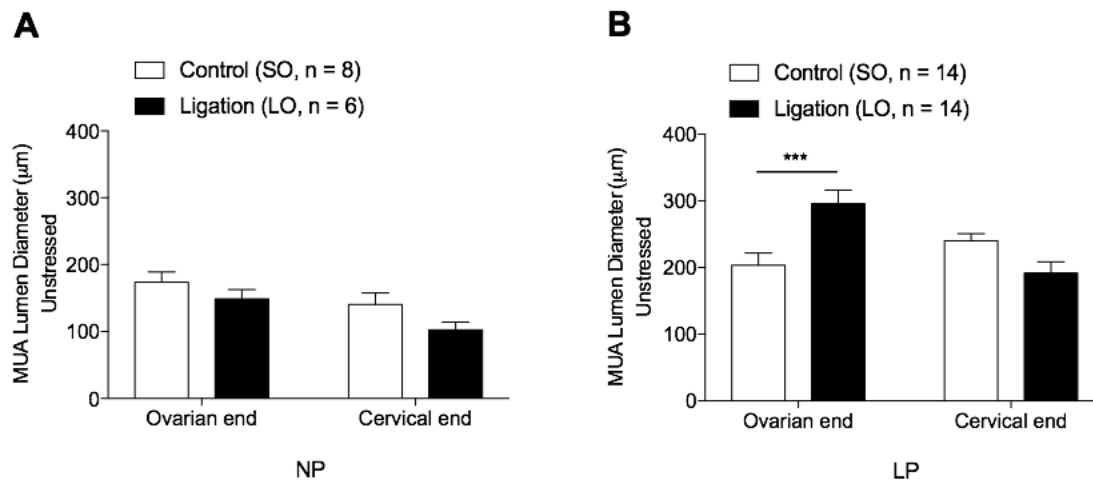 A
Control (SO, n = 8)
Ligation (LO, n = 6)
MUA Lumen Diameter (μm)
Unstressed
400
300
200
100
0
Ovarian end
Cervical end
NP
B
Control (SO, n = 14)
Ligation (LO, n = 14)
MUA Lumen Diameter (μm)
Unstressed
400
300
200
100
0
***
Ovarian end
Cervical end
LP